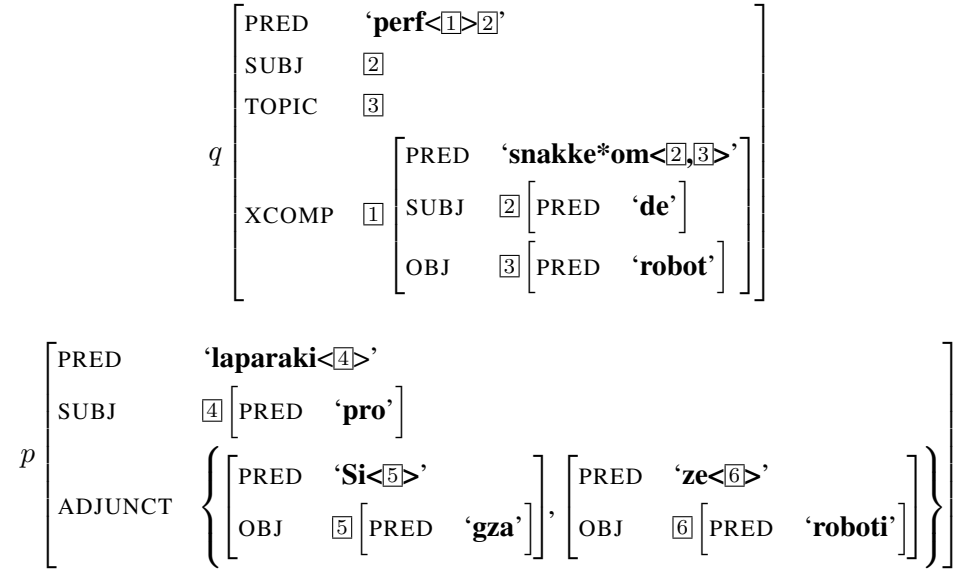 PRED ‘perf<1>2’
SUBJ 2
TOPIC 3
q
XCOMP 1
PRED ‘snakke*om<2,3>’
SUBJ 2 [PRED ‘de’]
OBJ 3 [PRED ‘robot’]
PRED ‘laparaki<4>’
SUBJ 4 [PRED ‘pro’]
p
ADJUNCT
PRED ‘Si<5>’
OBJ 5 [PRED ‘gza’]
,
PRED ‘ze<6>’
OBJ 6 [PRED ‘roboti’]